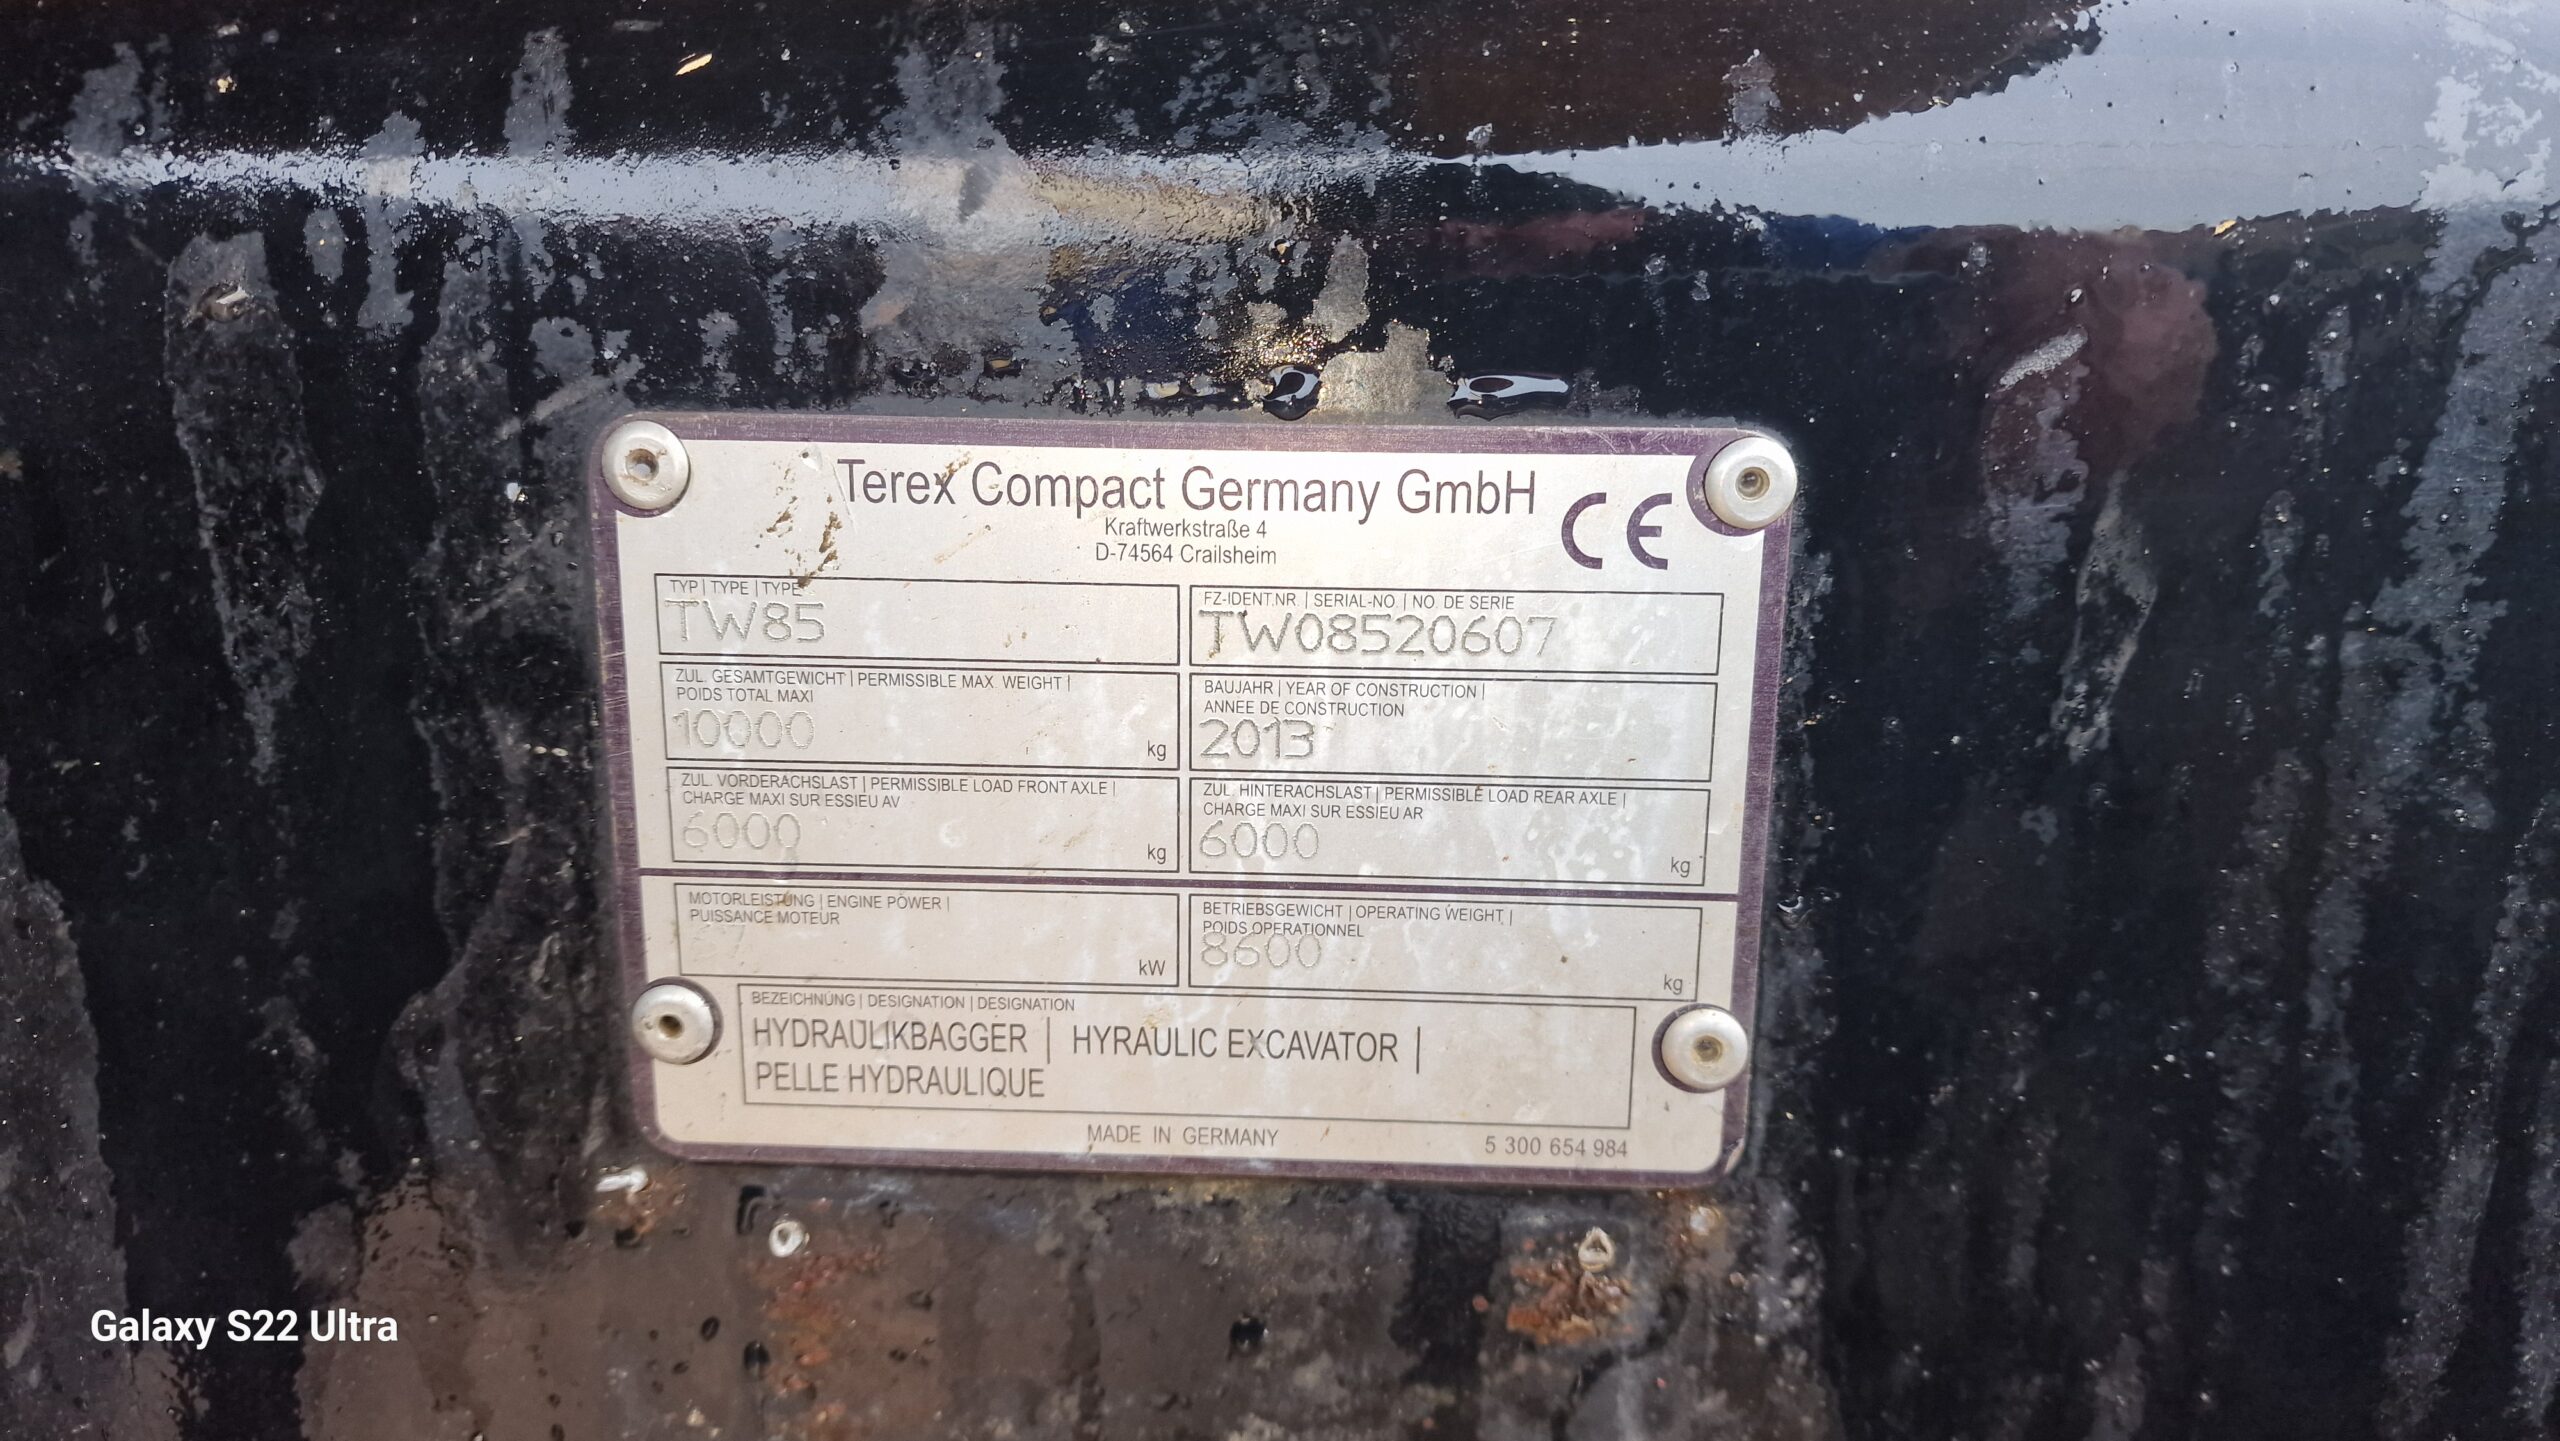 Terex Compact Germany GmbH
CE
Kraftwerkstraße 4
D-74564 Crailsheim
TYP | TYPE | TYPE
TW85
FZ-IDENT.NR. | SERIAL-NO. | NO. DE SERIE
TW08520607
ZUL. GESAMTGEWICHT | PERMISSIBLE MAX. WEIGHT |
POIDS TOTAL MAXI
10000
kg
BAUJAHR | YEAR OF CONSTRUCTION |
ANNEE DE CONSTRUCTION
2013
ZUL. VORDERACHSLAST | PERMISSIBLE LOAD FRONT AXLE |
CHARGE MAXI SUR ESSIEU AV
6000
kg
ZUL. HINTERACHSLAST | PERMISSIBLE LOAD REAR AXLE |
CHARGE MAXI SUR ESSIEU AR
6000
kg
MOTORLEISTUNG | ENGINE POWER |
PUISSANCE MOTEUR
kW
BETRIEBSGEWICHT | OPERATING WEIGHT |
POIDS OPERATIONNEL
8600
kg
BEZEICHNUNG | DESIGNATION | DESIGNATION
HYDRAULIKBAGGER | HYRAULIC EXCAVATOR |
PELLE HYDRAULIQUE
MADE IN GERMANY
5 300 654 984
Galaxy S22 Ultra